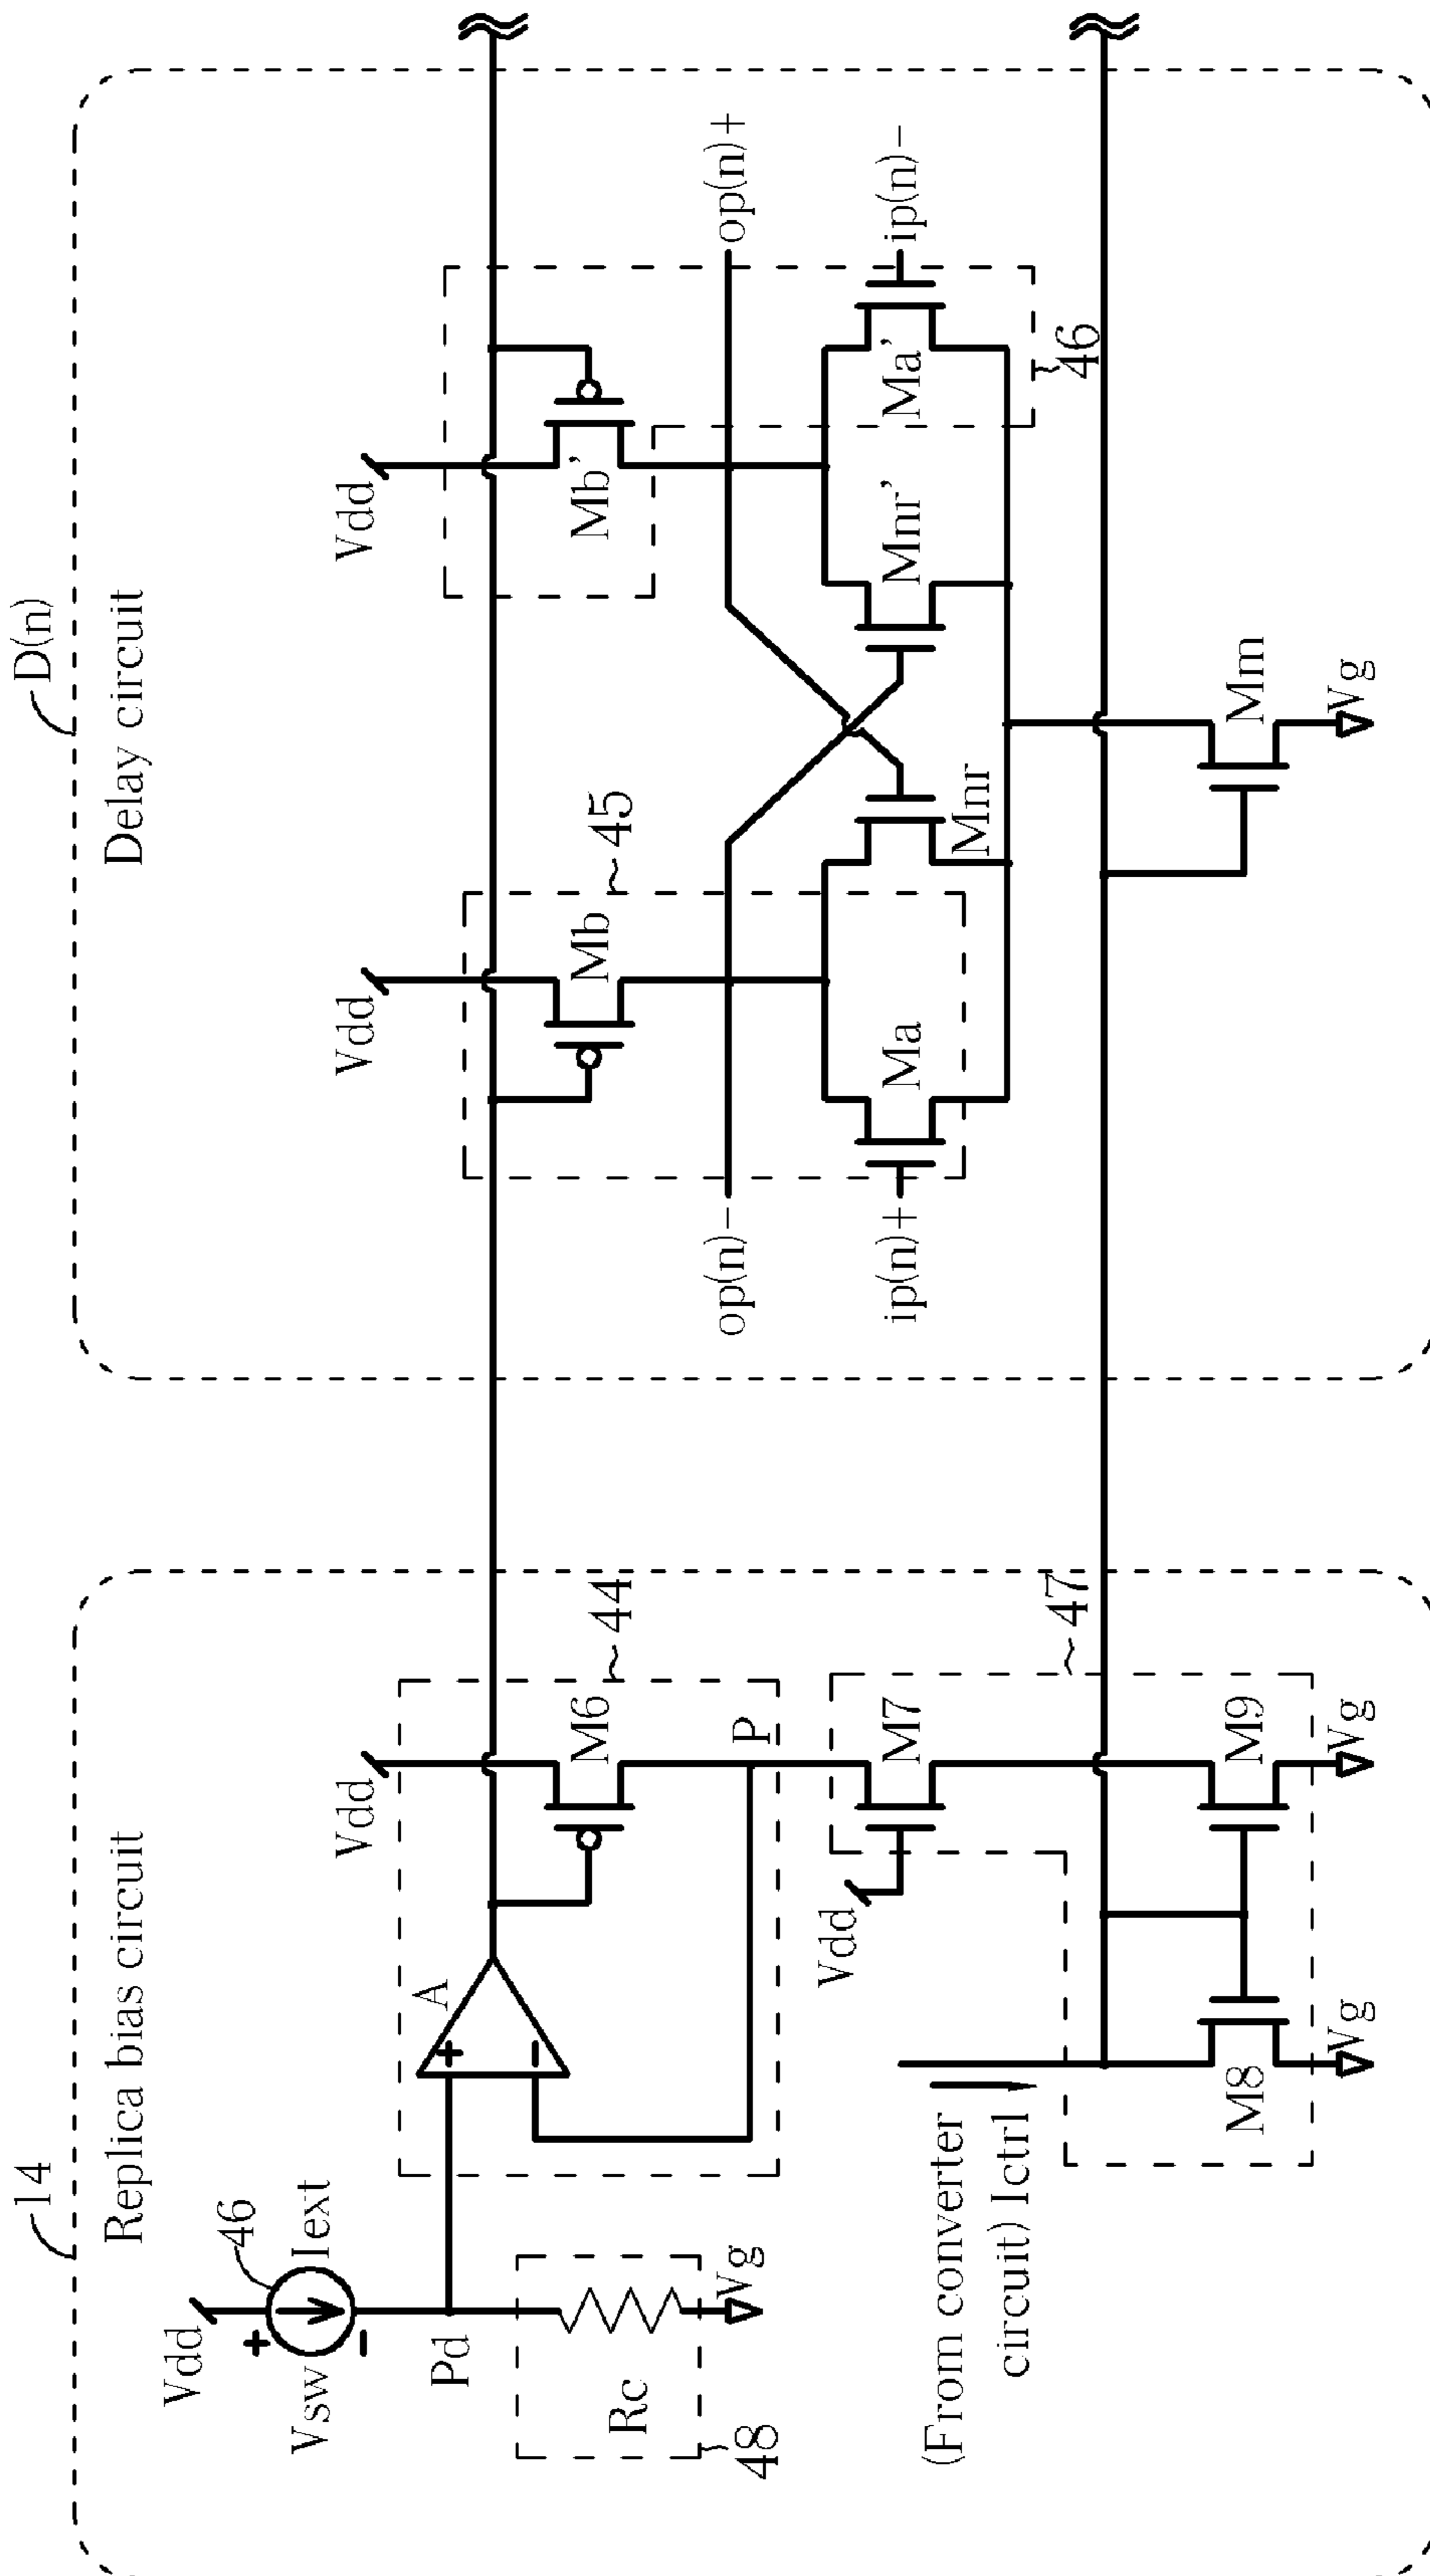 14
Replica bias circuit
Vdd
46
Vsw
+
-
Iext
Pd
Rc
48
Vg
A
+
-
Vdd
M6
44
P
Vdd
M7
47
(From converter
circuit) Ictrl
M8
M9
Vg
Vg
D(n)
Delay circuit
Vdd
Vdd
Mb
45
Mb'
op(n)-
op(n)+
ip(n)+
Ma
Mnr
Mnr'
Ma'
ip(n)-
46
Mm
Vg